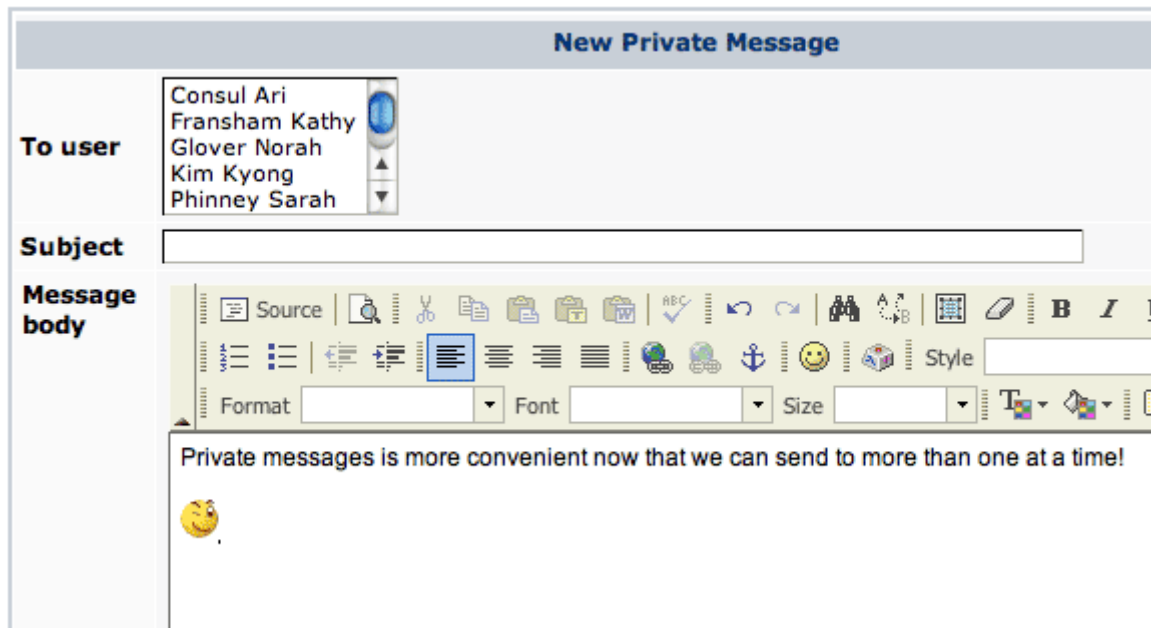 New Private Message
To user
Consul Ari
Fransham Kathy
Glover Norah
Kim Kyong
Phinney Sarah
Subject
Message
body
Source ABC A B B I
Style
Format Font Size
Private messages is more convenient now that we can send to more than one at a time!
.